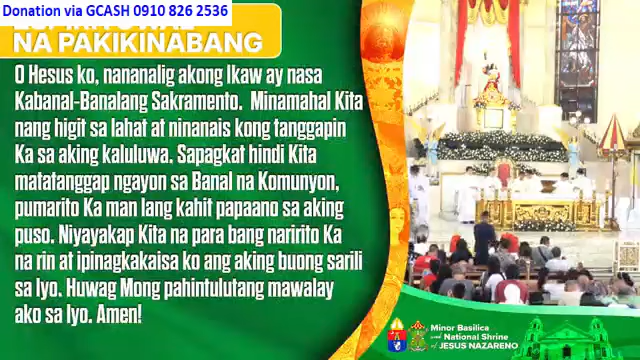 Donation via GCASH 0910 826 2536
NA PAKIKINABANG
O Hesus ko, nananalig akong Ikaw ay nasa
Kabanal-Banalang Sakramento. Minamahal Kita
nang higit sa lahat at ninanais kong tanggapin
Ka sa aking kaluluwa. Sapagkat hindi Kita
matatanggap ngayon sa Banal na Komunyon,
pumarito Ka man lang kahit papaano sa aking
puso. Niyayakap Kita na para bang naririto Ka
na rin at ipinagkakaisa ko ang aking buong sarili
sa Iyo. Huwag Mong pahintulutang mawalay
ako sa Iyo. Amen!
Minor Basilica
and National Shrine
of JESUS NAZARENO